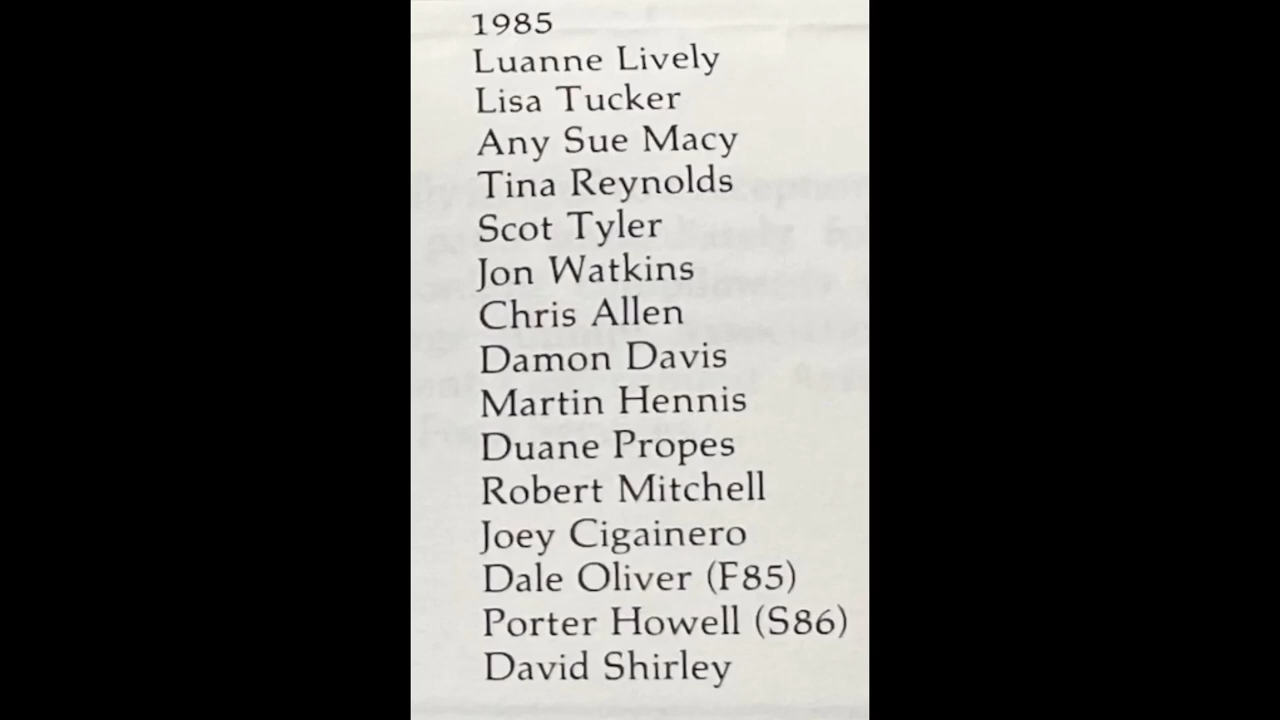 1985
Luanne Lively
Lisa Tucker
Any Sue Macy
Tina Reynolds
Scot Tyler
Jon Watkins
Chris Allen
Damon Davis
Martin Hennis
Duane Propes
Robert Mitchell
Joey Cigainero
Dale Oliver (F85)
Porter Howell (S86)
David Shirley